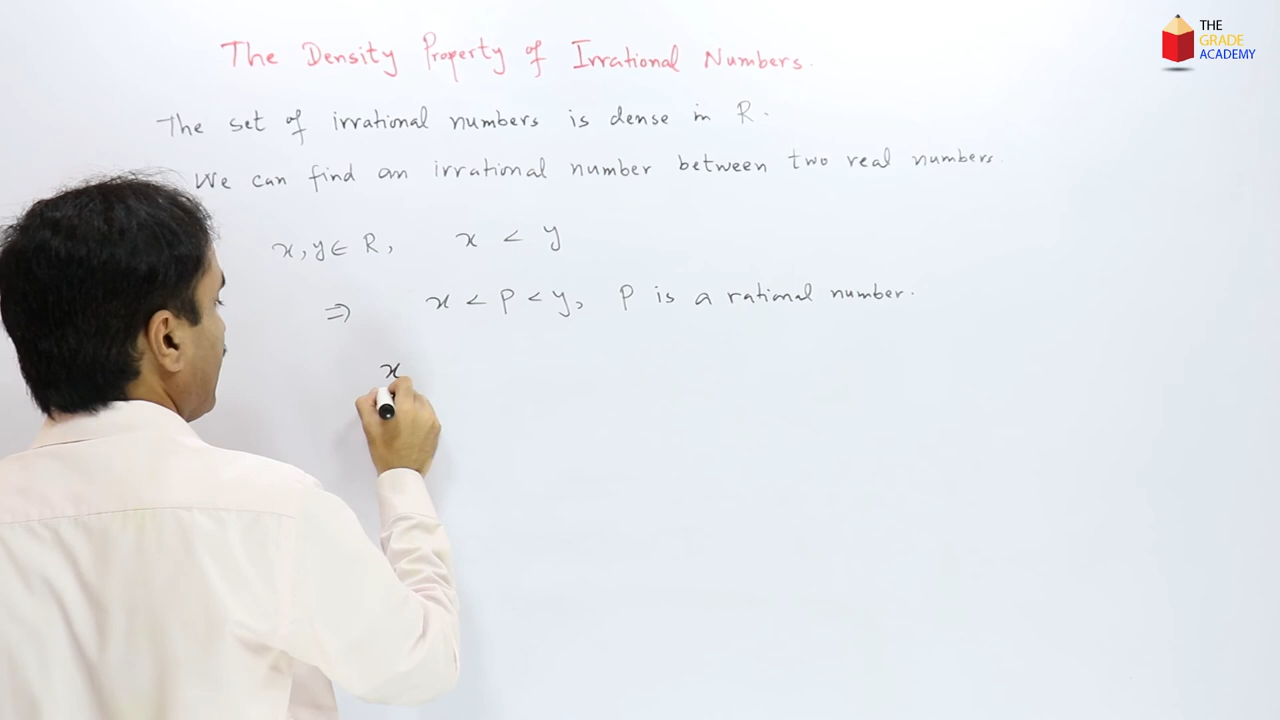 The Density Property of Irrational Numbers.
THE
GRADE
ACADEMY
The set of irrational numbers is dense in R.
We can find an irrational number between two real numbers.
x, y ∈ R, x < y
⇒ x < p < y, p is a rational number.
x